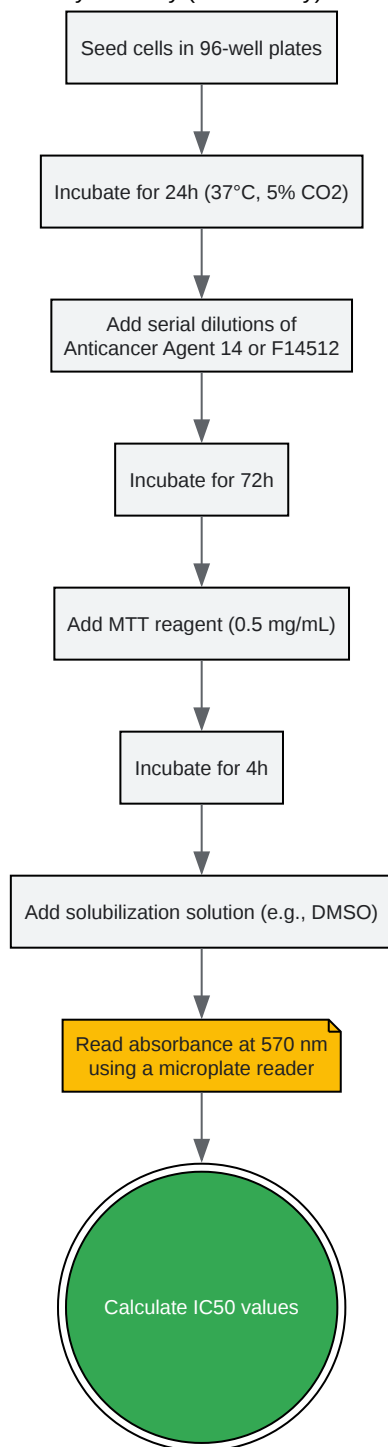 Seed cells in 96-well plates
Incubate for 24h (37°C, 5% CO2)
Add serial dilutions of
Anticancer Agent 14 or F14512
Incubate for 72h
Add MTT reagent (0.5 mg/mL)
Incubate for 4h
Add solubilization solution (e.g., DMSO)
Read absorbance at 570 nm
using a microplate reader
Calculate IC50 values